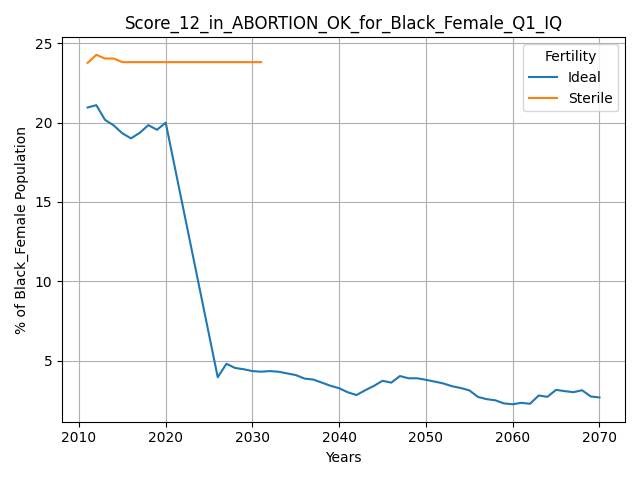 Score_12_in_ABORTION_OK_for_Black_Female_Q1_IQ
% of Black_Female Population
25
20
15
10
5
Fertility
Ideal
Sterile
2010 2020 2030 2040 2050 2060 2070
Years